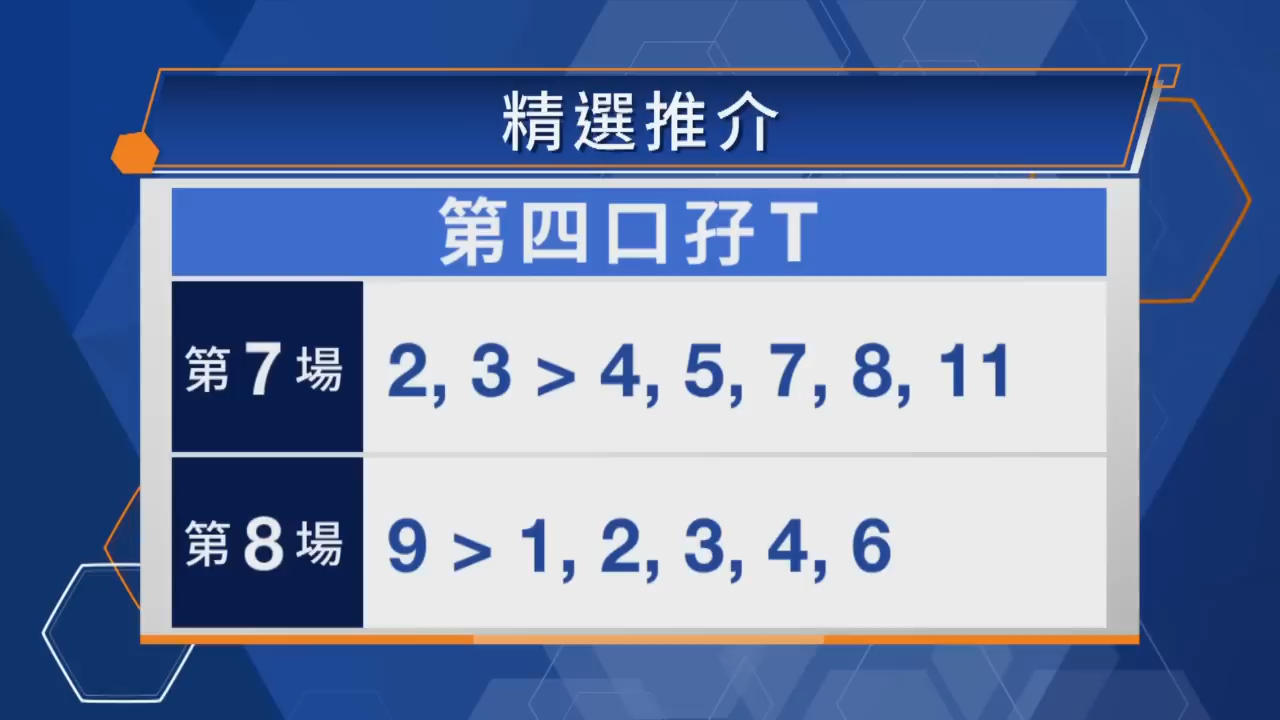 精選推介
第四口孖T
第7場 2, 3 > 4, 5, 7, 8, 11
第8場 9 > 1, 2, 3, 4, 6